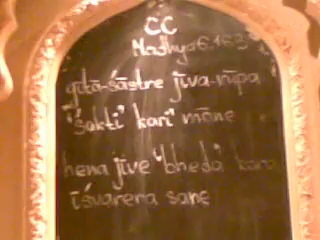 CC
Madhya 6.163
gītā-śāstre jīva-rūpa
'śakti' kari' māne
hena jīve 'bheda' kara
īśvarera sane